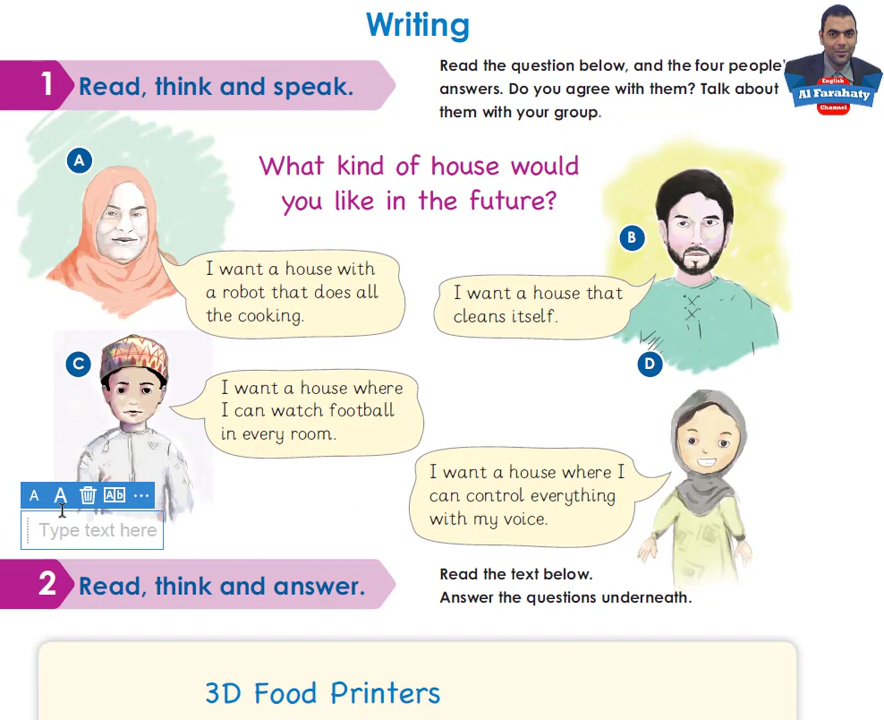 Writing
1 Read, think and speak.
Read the question below, and the four people'
answers. Do you agree with them? Talk about
them with your group.
English
Al Farahaty
Channel
A
What kind of house would
you like in the future?
B
I want a house with
a robot that does all
the cooking.
I want a house that
cleans itself.
C
D
I want a house where
I can watch football
in every room.
I want a house where I
can control everything
with my voice.
A A A|b ...
Type text here
2 Read, think and answer.
Read the text below.
Answer the questions underneath.
3D Food Printers